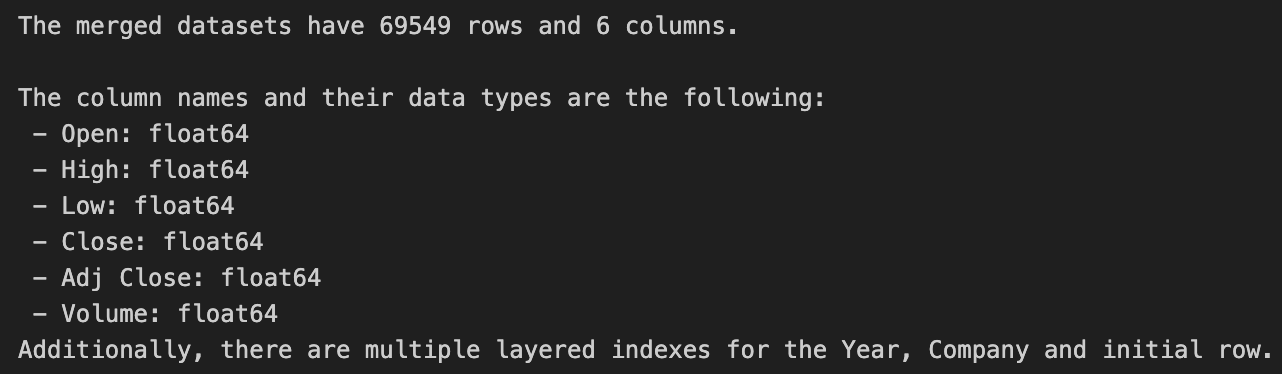 The merged datasets have 69549 rows and 6 columns.
The column names and their data types are the following:
– Open: float64
– High: float64
– Low: float64
– Close: float64
– Adj Close: float64
– Volume: float64
Additionally, there are multiple layered indexes for the Year, Company and initial row.